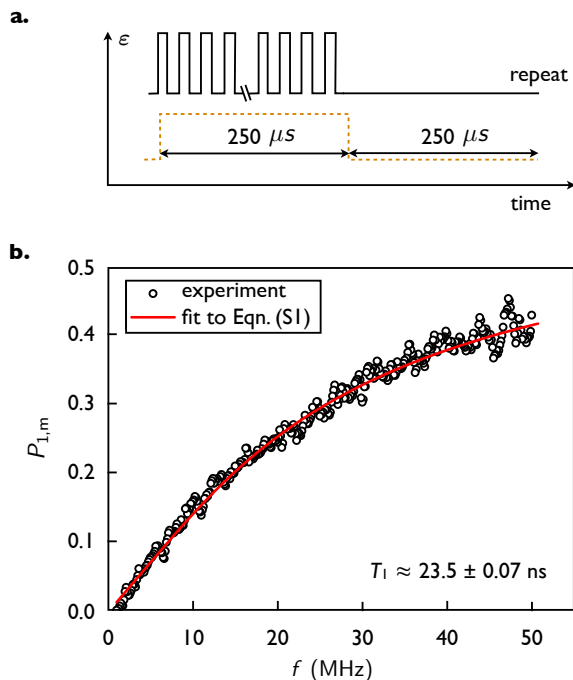 a.
ε
repeat
250 μs
250 μs
time
b.
0.5
experiment
fit to Eqn. (S1)
0.4
0.3
P1,m
0.2
0.1
T1 ≈ 23.5 ± 0.07 ns
0.0
0 10 20 30 40 50
f (MHz)